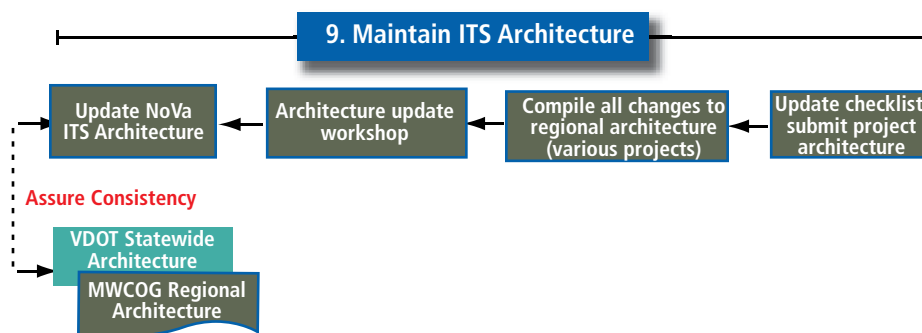 9. Maintain ITS Architecture
Update NoVa
ITS Architecture
Architecture update
workshop
Compile all changes to
regional architecture
(various projects)
Update checklist
submit project
architecture
Assure Consistency
VDOT Statewide
Architecture
MWCOG Regional
Architecture